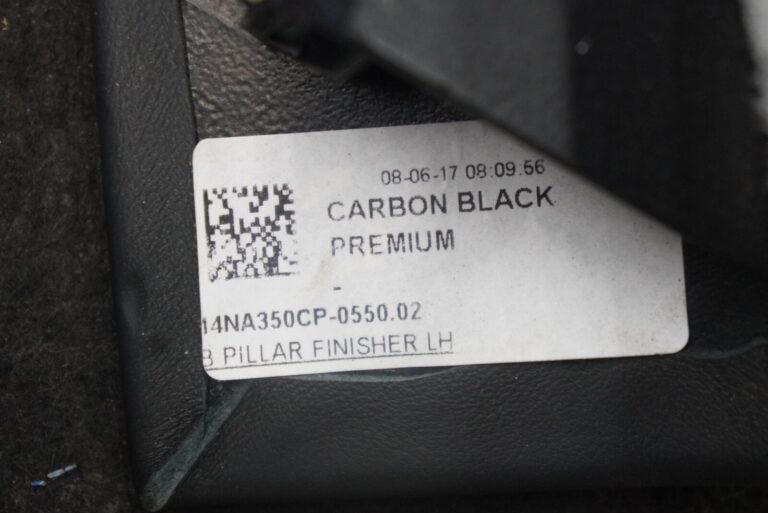 08-06-17 08:09.56
CARBON BLACK
PREMIUM
-
14NA350CP-0550.02
B PILLAR FINISHER LH